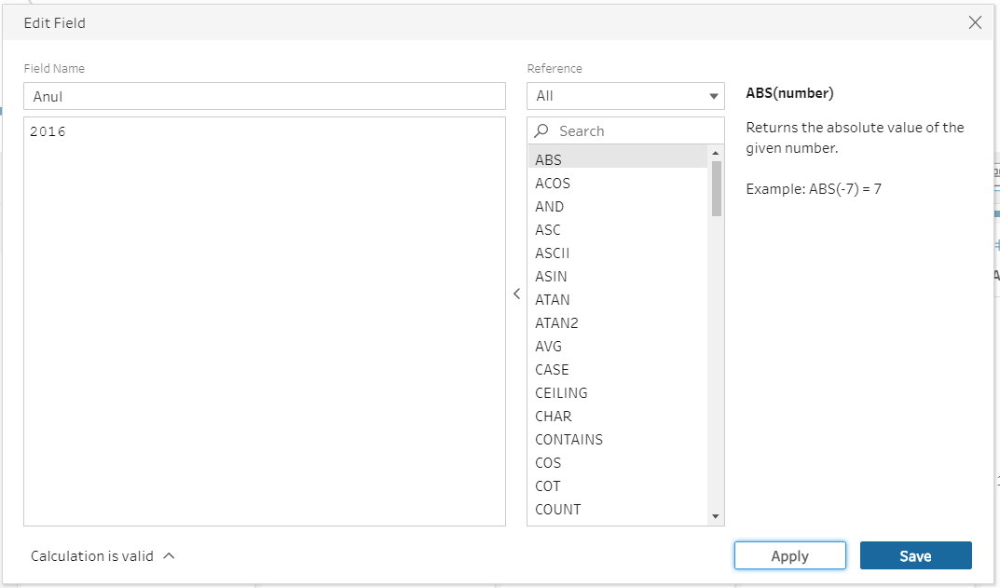 Edit Field
Field Name
Anul
2016
Reference
All
Search
ABS
ACOS
AND
ASC
ASCII
ASIN
ATAN
ATAN2
AVG
CASE
CEILING
CHAR
CONTAINS
COS
COT
COUNT
ABS(number)
Returns the absolute value of the
given number.
Example: ABS(-7) = 7
Calculation is valid
Apply
Save